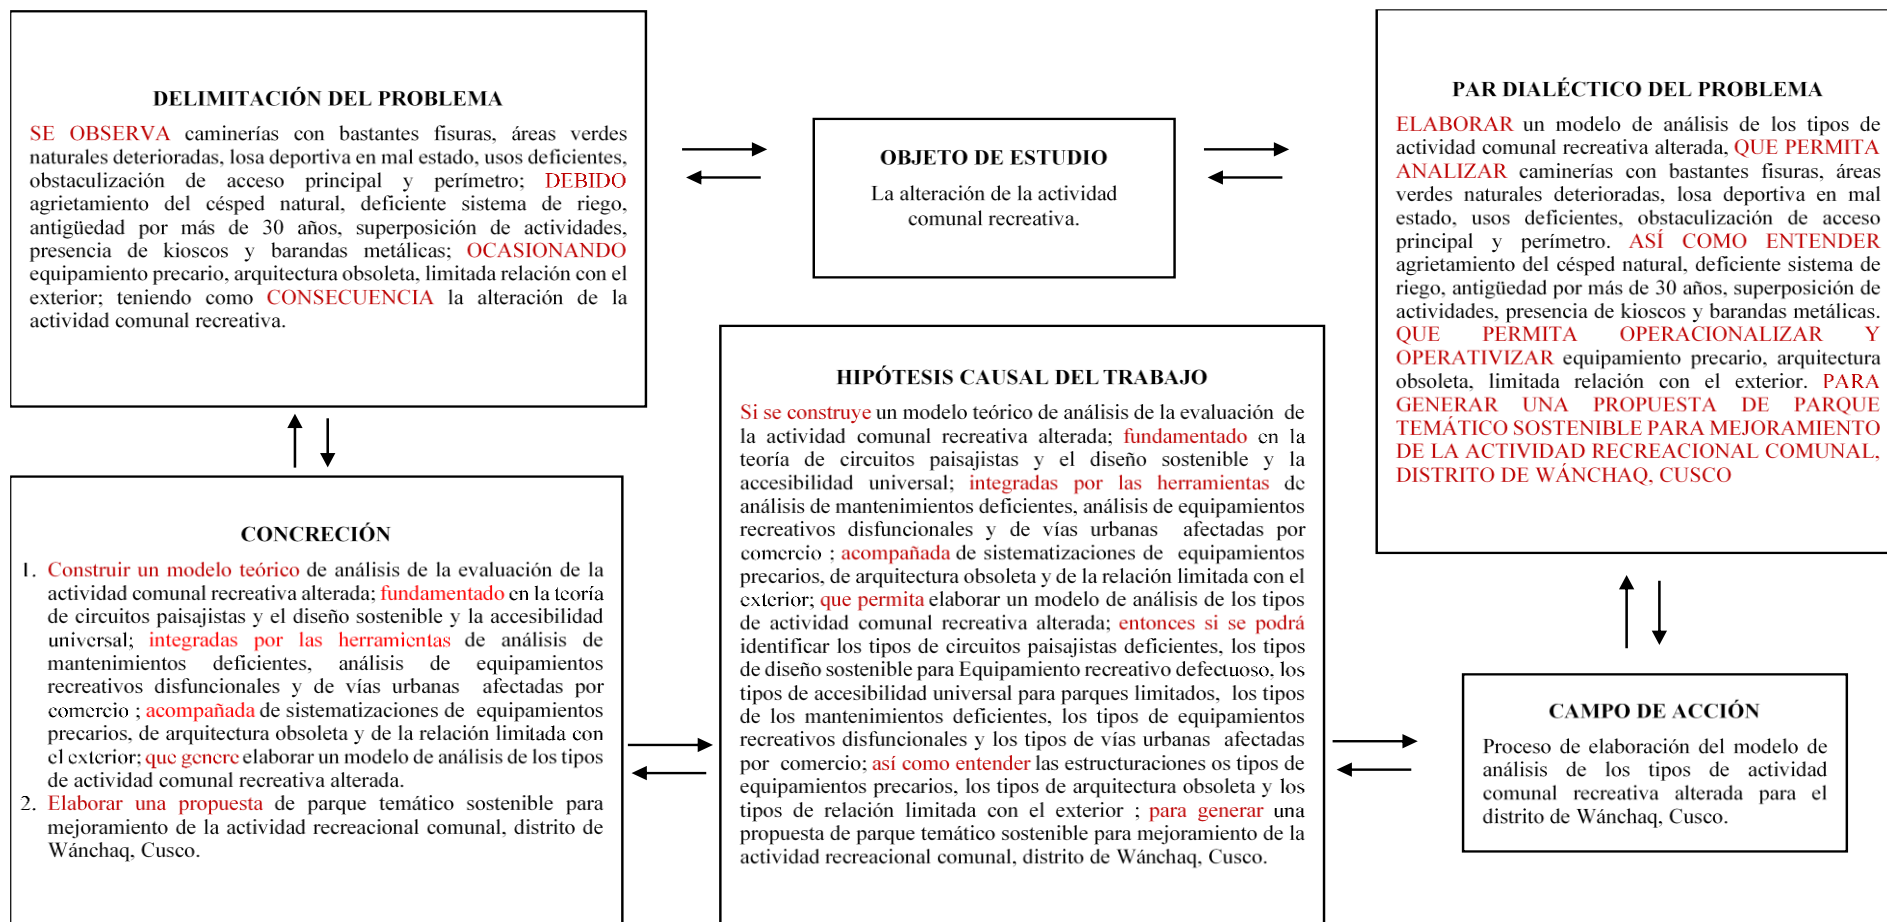 DELIMITACIÓN DEL PROBLEMA
SE OBSERVA caminerías con bastantes fisuras, áreas verdes
naturales deterioradas, losa deportiva en mal estado, usos deficientes,
obstaculización de acceso principal y perímetro; DEBIDO
agrietamiento del césped natural, deficiente sistema de riego,
antigüedad por más de 30 años, superposición de actividades,
presencia de kioscos y barandas metálicas; OCASIONANDO
equipamiento precario, arquitectura obsoleta, limitada relación con el
exterior; teniendo como CONSECUENCIA la alteración de la
actividad comunal recreativa.
OBJETO DE ESTUDIO
La alteración de la actividad
comunal recreativa.
PAR DIALÉCTICO DEL PROBLEMA
ELABORAR un modelo de análisis de los tipos de
actividad comunal recreativa alterada, QUE PERMITA
ANALIZAR caminerías con bastantes fisuras, áreas
verdes naturales deterioradas, losa deportiva en mal
estado, usos deficientes, obstaculización de acceso
principal y perímetro. ASÍ COMO ENTENDER
agrietamiento del césped natural, deficiente sistema de
riego, antigüedad por más de 30 años, superposición de
actividades, presencia de kioscos y barandas metálicas.
QUE PERMITA OPERACIONALIZAR Y
OPERATIVIZAR equipamiento precario, arquitectura
obsoleta, limitada relación con el exterior. PARA
GENERAR UNA PROPUESTA DE PARQUE
TEMÁTICO SOSTENIBLE PARA MEJORAMIENTO
DE LA ACTIVIDAD RECREACIONAL COMUNAL,
DISTRITO DE WÁNCHAQ, CUSCO
CONCRECIÓN
1. Construir un modelo teórico de análisis de la evaluación de la
actividad comunal recreativa alterada; fundamentado en la teoría
de circuitos paisajistas y el diseño sostenible y la accesibilidad
universal; integradas por las herramientas de análisis de
mantenimientos deficientes, análisis de equipamientos
recreativos disfuncionales y de vías urbanas afectadas por
comercio ; acompañada de sistematizaciones de equipamientos
precarios, de arquitectura obsoleta y de la relación limitada con
el exterior; que genere elaborar un modelo de análisis de los tipos
de actividad comunal recreativa alterada.
2. Elaborar una propuesta de parque temático sostenible para
mejoramiento de la actividad recreacional comunal, distrito de
Wánchaq, Cusco.
HIPÓTESIS CAUSAL DEL TRABAJO
Si se construye un modelo teórico de análisis de la evaluación de
la actividad comunal recreativa alterada; fundamentado en la
teoría de circuitos paisajistas y el diseño sostenible y la
accesibilidad universal; integradas por las herramientas de
análisis de mantenimientos deficientes, análisis de equipamientos
recreativos disfuncionales y de vías urbanas afectadas por
comercio ; acompañada de sistematizaciones de equipamientos
precarios, de arquitectura obsoleta y de la relación limitada con el
exterior; que permita elaborar un modelo de análisis de los tipos
de actividad comunal recreativa alterada; entonces si se podrá
identificar los tipos de circuitos paisajistas deficientes, los tipos
de diseño sostenible para Equipamiento recreativo defectuoso, los
tipos de accesibilidad universal para parques limitados, los tipos
de los mantenimientos deficientes, los tipos de equipamientos
recreativos disfuncionales y los tipos de vías urbanas afectadas
por comercio; así como entender las estructuraciones os tipos de
equipamientos precarios, los tipos de arquitectura obsoleta y los
tipos de relación limitada con el exterior ; para generar una
propuesta de parque temático sostenible para mejoramiento de la
actividad recreacional comunal, distrito de Wánchaq, Cusco.
CAMPO DE ACCIÓN
Proceso de elaboración del modelo de
análisis de los tipos de actividad
comunal recreativa alterada para el
distrito de Wánchaq, Cusco.